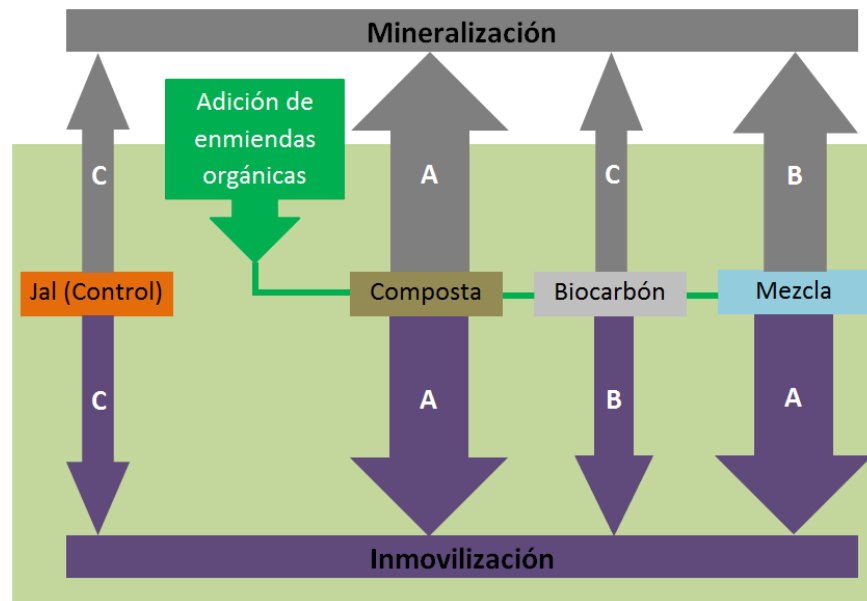 Mineralización
Adición de
enmiendas
orgánicas
C
A
C
B
Jal (Control)
Composta
Biocarbón
Mezcla
C
A
B
A
Inmovilización